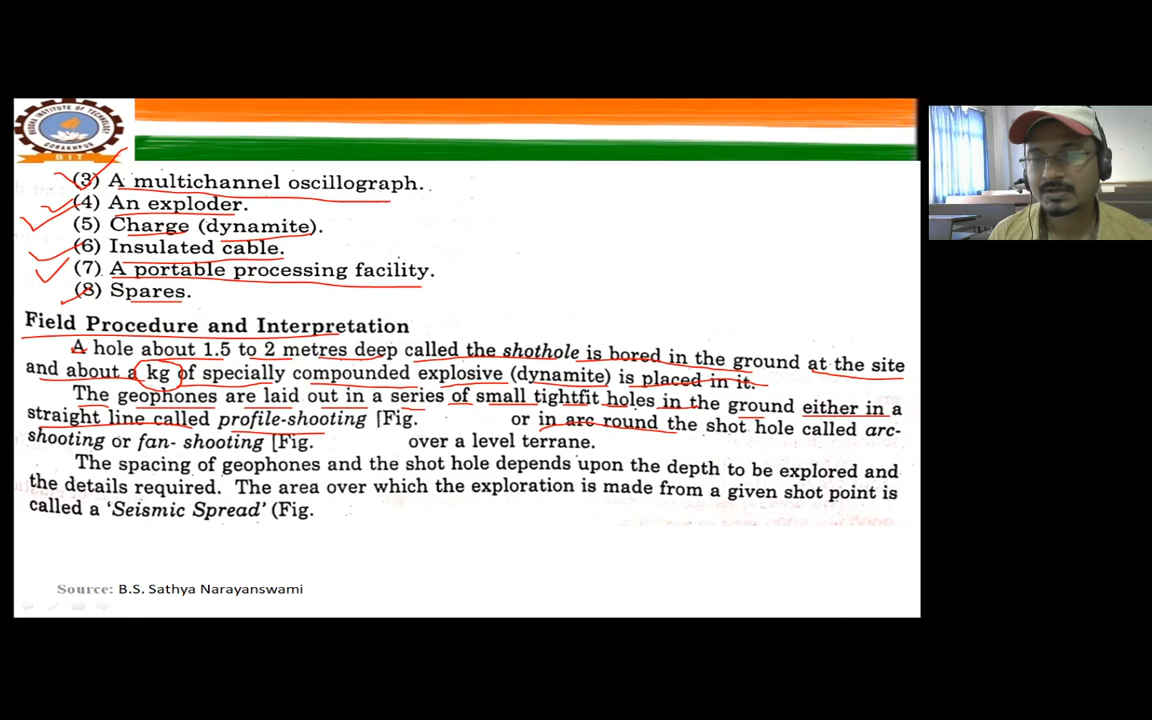 BUDDHA INSTITUTE OF TECHNOLOGY
GORAKHPUR
BIT
(3) A multichannel oscillograph.
(4) An exploder.
(5) Charge (dynamite).
(6) Insulated cable.
(7) A portable processing facility.
(8) Spares.
Field Procedure and Interpretation
A hole about 1.5 to 2 metres deep called the shothole is bored in the ground at the site
and about a kg of specially compounded explosive (dynamite) is placed in it.
The geophones are laid out in a series of small tightfit holes in the ground either in a
straight line called profile-shooting [Fig. or in arc round the shot hole called arc-
shooting or fan- shooting [Fig. over a level terrane.
The spacing of geophones and the shot hole depends upon the depth to be explored and
the details required. The area over which the exploration is made from a given shot point is
called a 'Seismic Spread' (Fig.
Source: B.S. Sathya Narayanswami